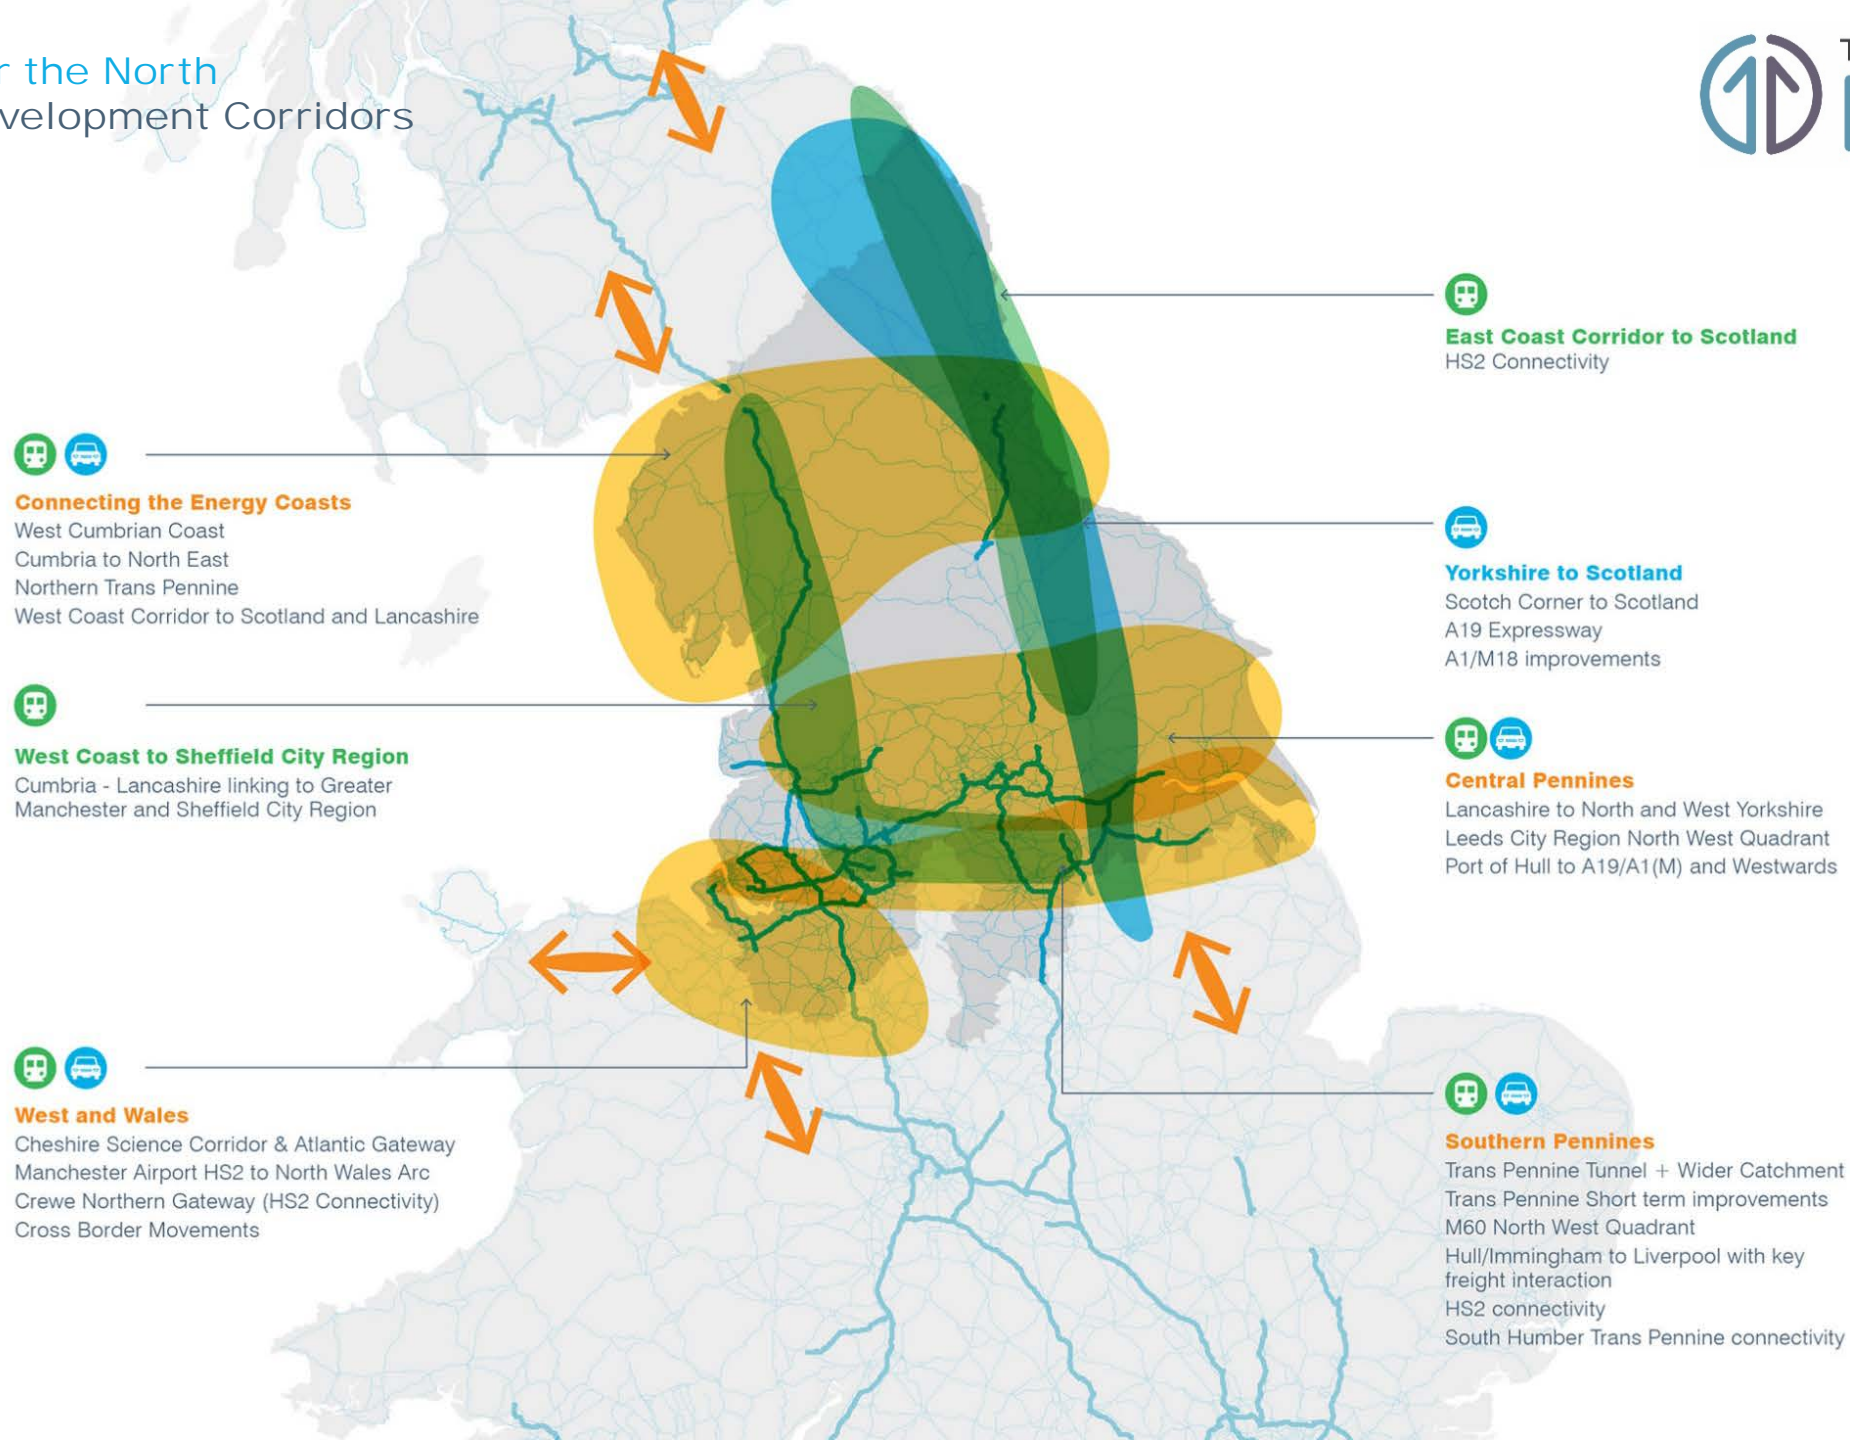 r the North
velopment Corridors
T
East Coast Corridor to Scotland
HS2 Connectivity
Connecting the Energy Coasts
West Cumbrian Coast
Cumbria to North East
Northern Trans Pennine
West Coast Corridor to Scotland and Lancashire
Yorkshire to Scotland
Scotch Corner to Scotland
A19 Expressway
A1/M18 improvements
West Coast to Sheffield City Region
Cumbria - Lancashire linking to Greater
Manchester and Sheffield City Region
Central Pennines
Lancashire to North and West Yorkshire
Leeds City Region North West Quadrant
Port of Hull to A19/A1(M) and Westwards
West and Wales
Cheshire Science Corridor & Atlantic Gateway
Manchester Airport HS2 to North Wales Arc
Crewe Northern Gateway (HS2 Connectivity)
Cross Border Movements
Southern Pennines
Trans Pennine Tunnel + Wider Catchment
Trans Pennine Short term improvements
M60 North West Quadrant
Hull/Immingham to Liverpool with key
freight interaction
HS2 connectivity
South Humber Trans Pennine connectivity